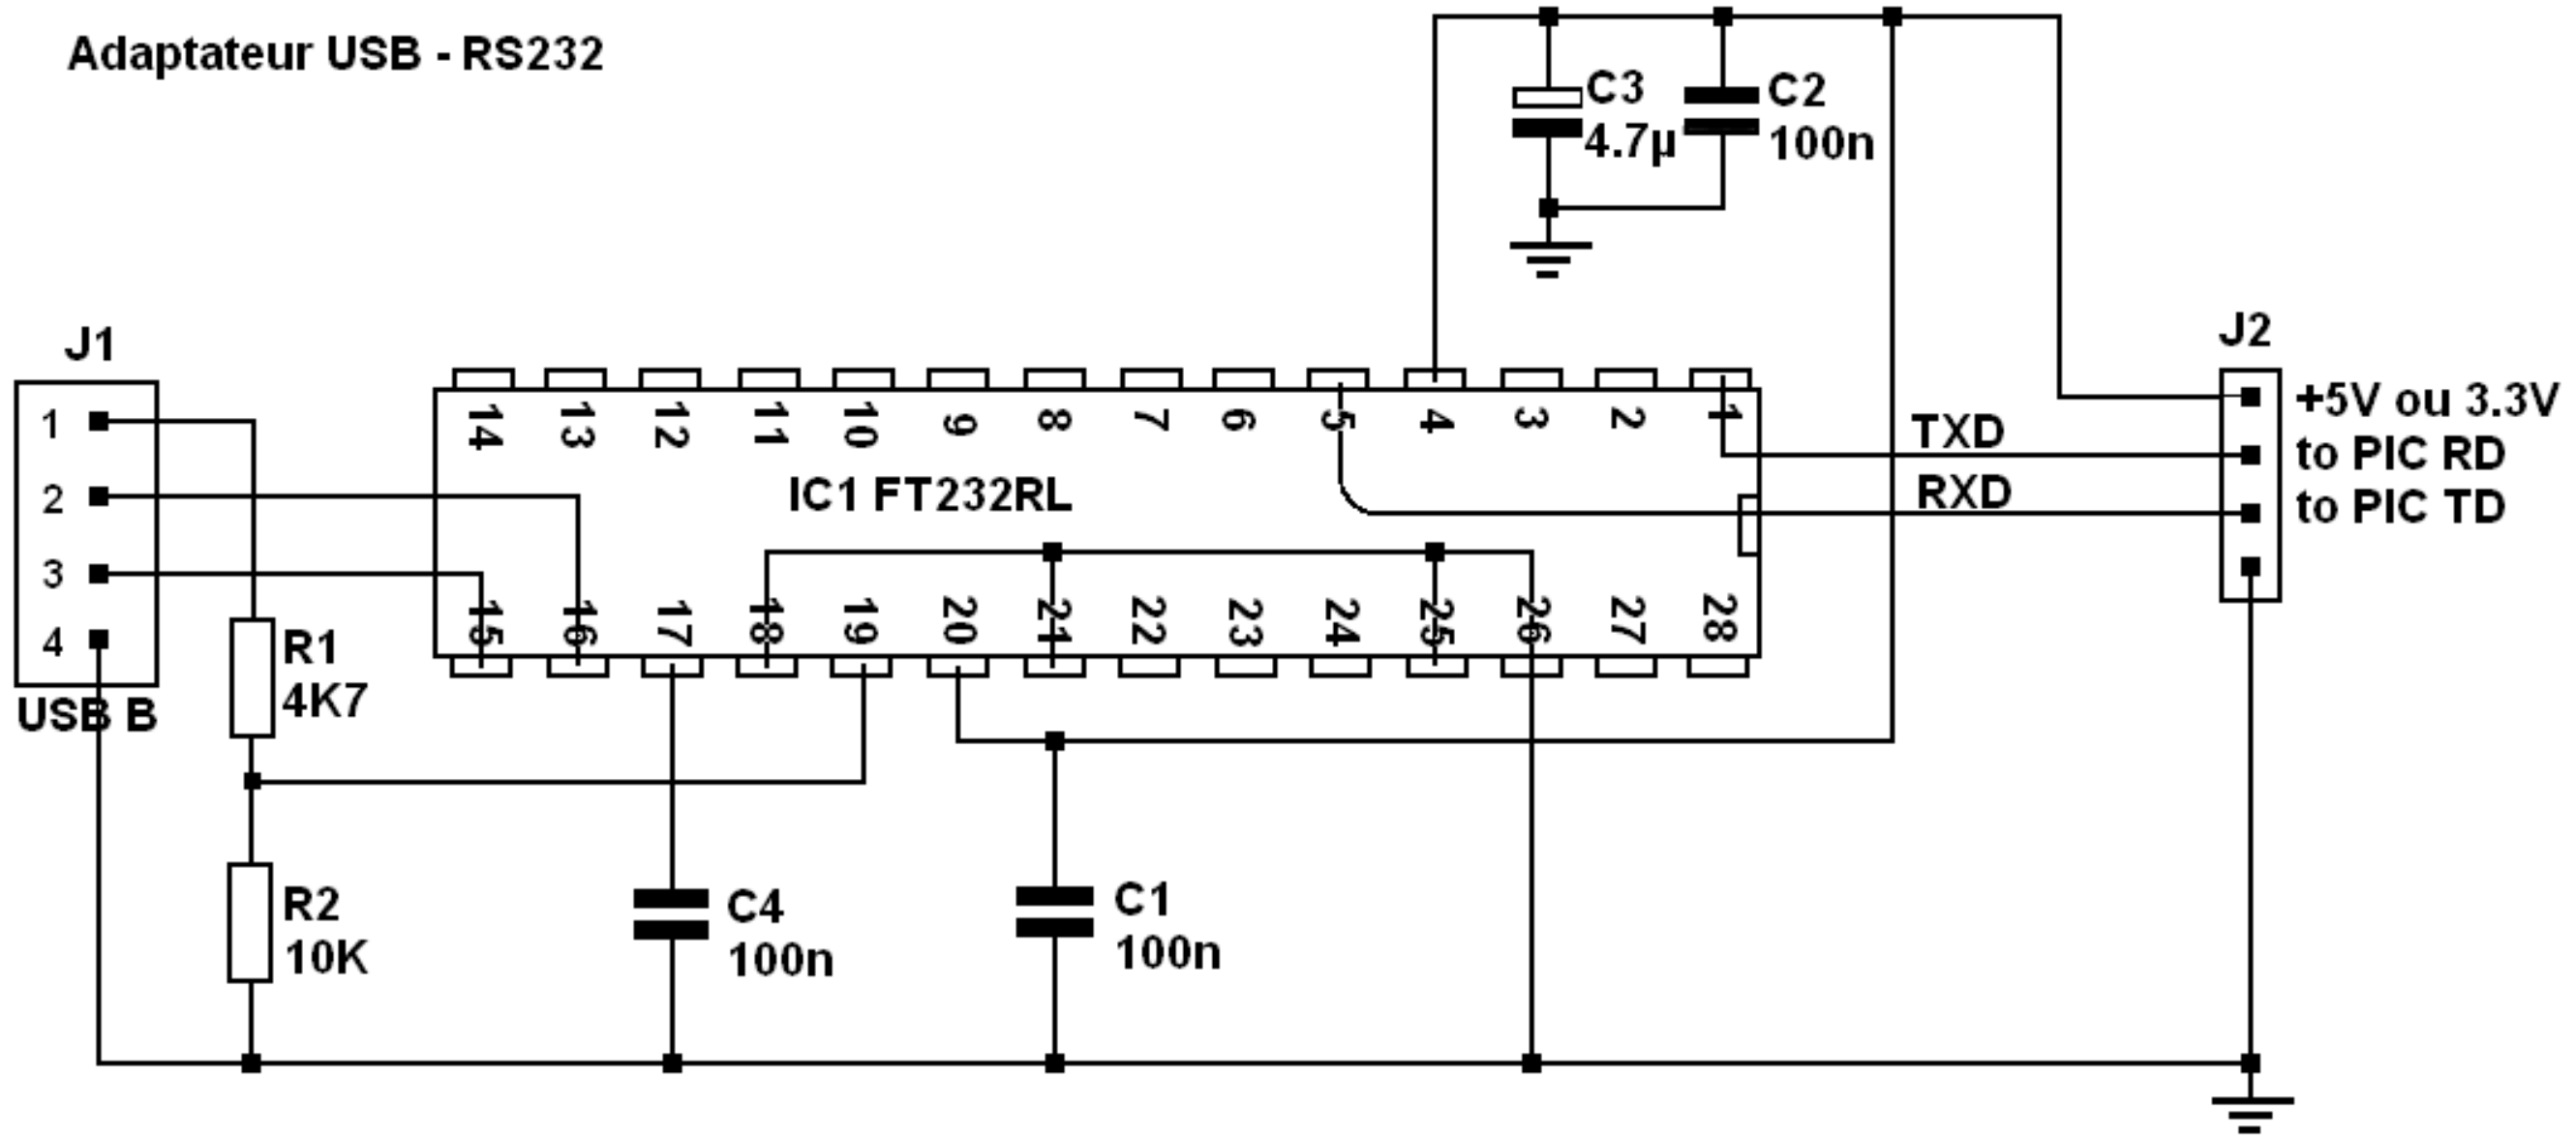 Adaptateur USB - RS232
C3
4.7µ
C2
100n
J1
1
2
3
4
USB B
R1
4K7
R2
10K
14 13 12 11 10 9 8 7 6 5 4 3 2 1
IC1 FT232RL
15 16 17 18 19 20 21 22 23 24 25 26 27 28
C4
100n
C1
100n
TXD
RXD
J2
+5V ou 3.3V
to PIC RD
to PIC TD